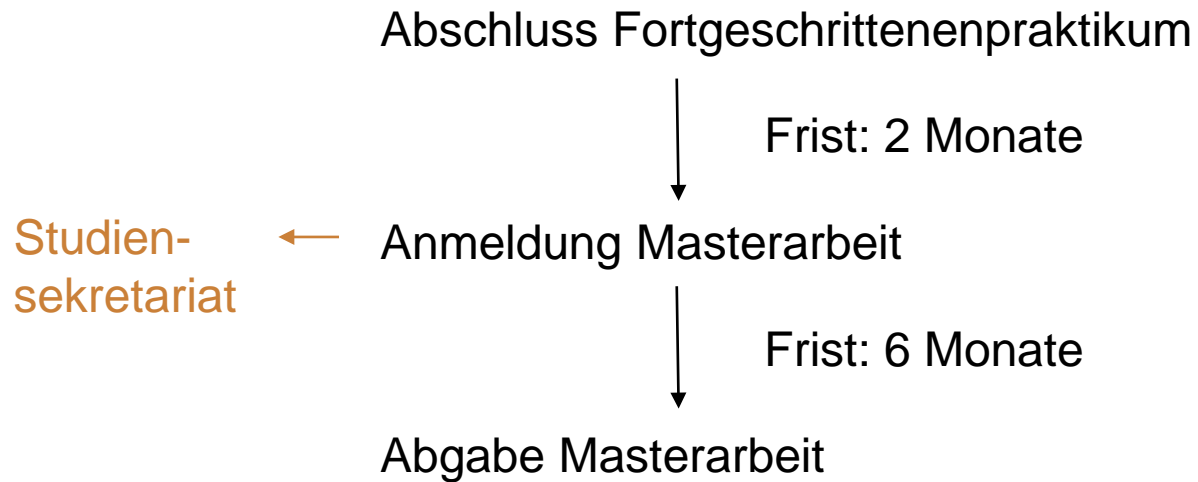 Abschluss Fortgeschrittenenpraktikum
Frist: 2 Monate
Studien-
sekretariat
Anmeldung Masterarbeit
Frist: 6 Monate
Abgabe Masterarbeit